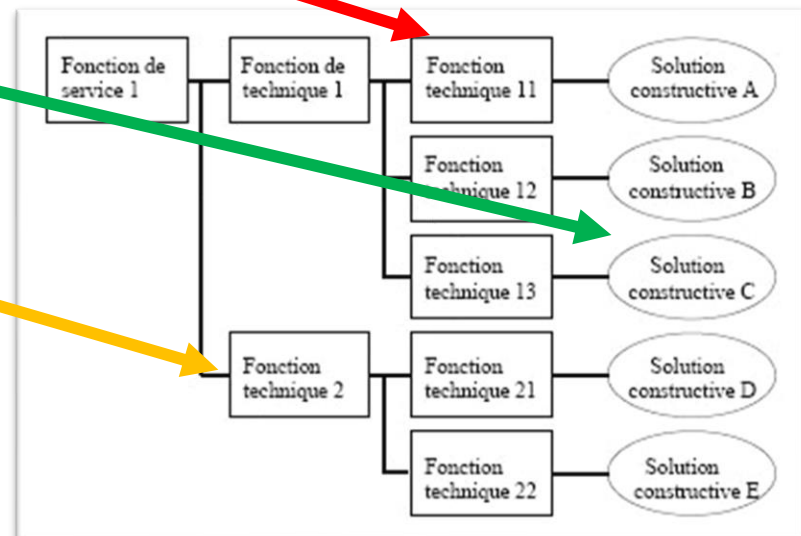 Fonction de
service 1
Fonction de
technique 1
Fonction
technique 11
Solution
constructive A
Fonction
technique 12
Solution
constructive B
Fonction
technique 13
Solution
constructive C
Fonction
technique 2
Fonction
technique 21
Solution
constructive D
Fonction
technique 22
Solution
constructive E